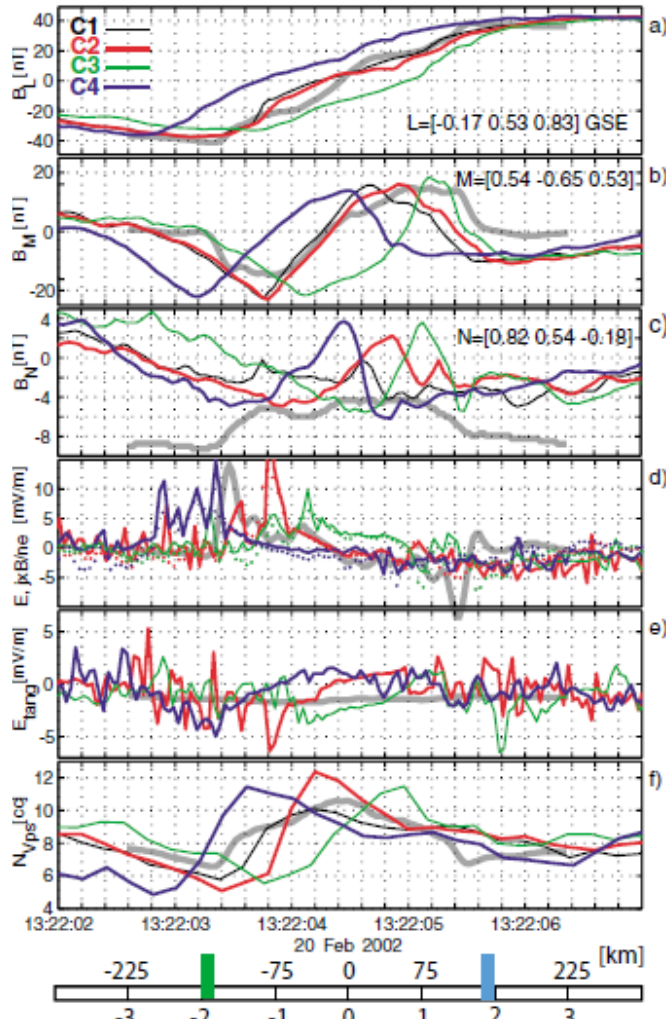 C1
C2
C3
C4
B_L [nT]
40
20
0
-20
-40
a)
L=[-0.17 0.53 0.83] GSE
B_M [nT]
20
0
-20
b)
M=[0.54 -0.65 0.53]
B_N [nT]
4
0
-4
-8
c)
N=[0.82 0.54 -0.18]
E, jxB/ne [mV/m]
10
5
0
-5
d)
E_tang [mV/m]
5
0
-5
e)
N_Vps [cc]
12
10
8
6
4
f)
13:22:02 13:22:03 13:22:04 13:22:05 13:22:06
20 Feb 2002
[km]
-225 -75 0 75 225
-3 -2 -1 0 1 2 3